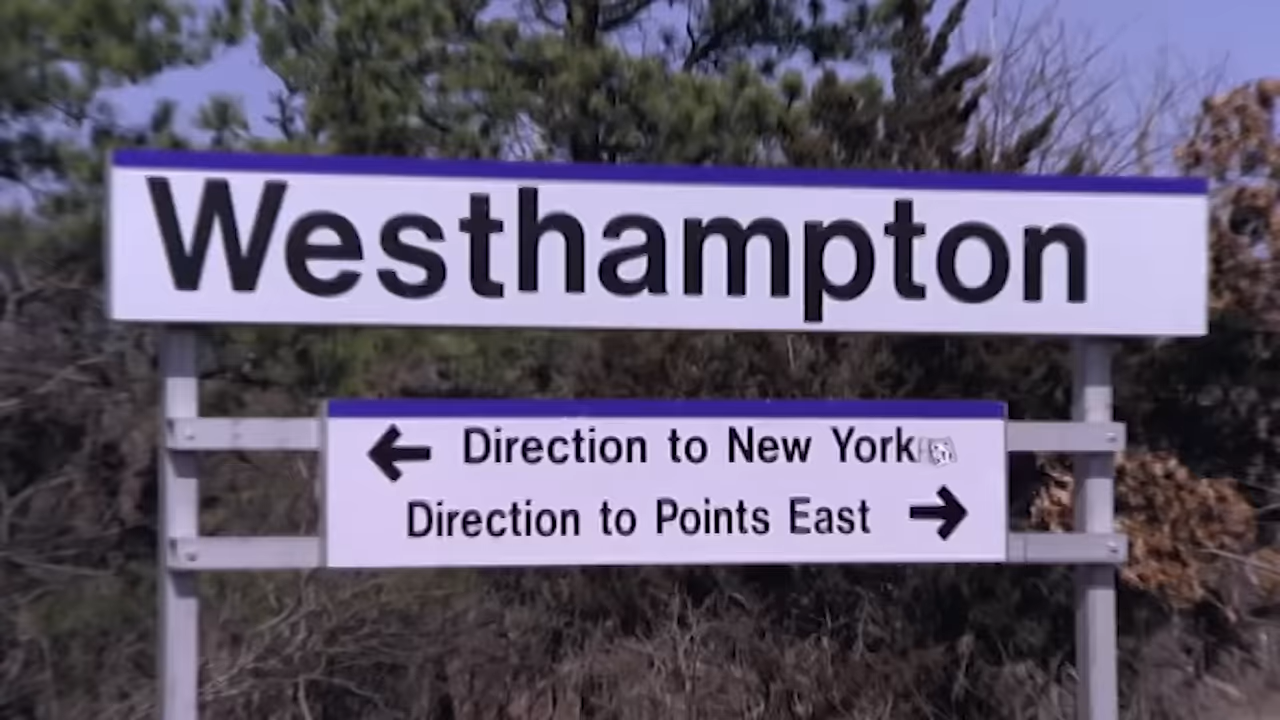 Westhampton
← Direction to New York
Direction to Points East →